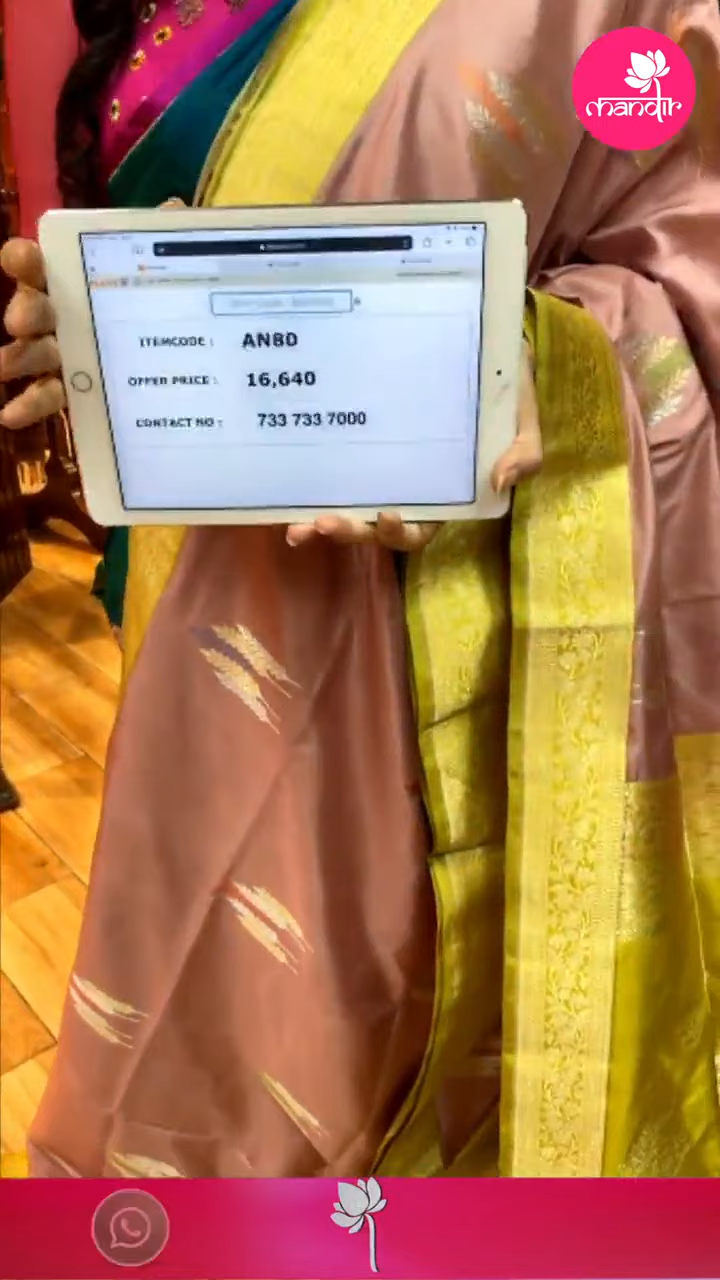 mandir
ITEMCODE : AN80
OFFER PRICE : 16,640
CONTACT NO : 733 733 7000